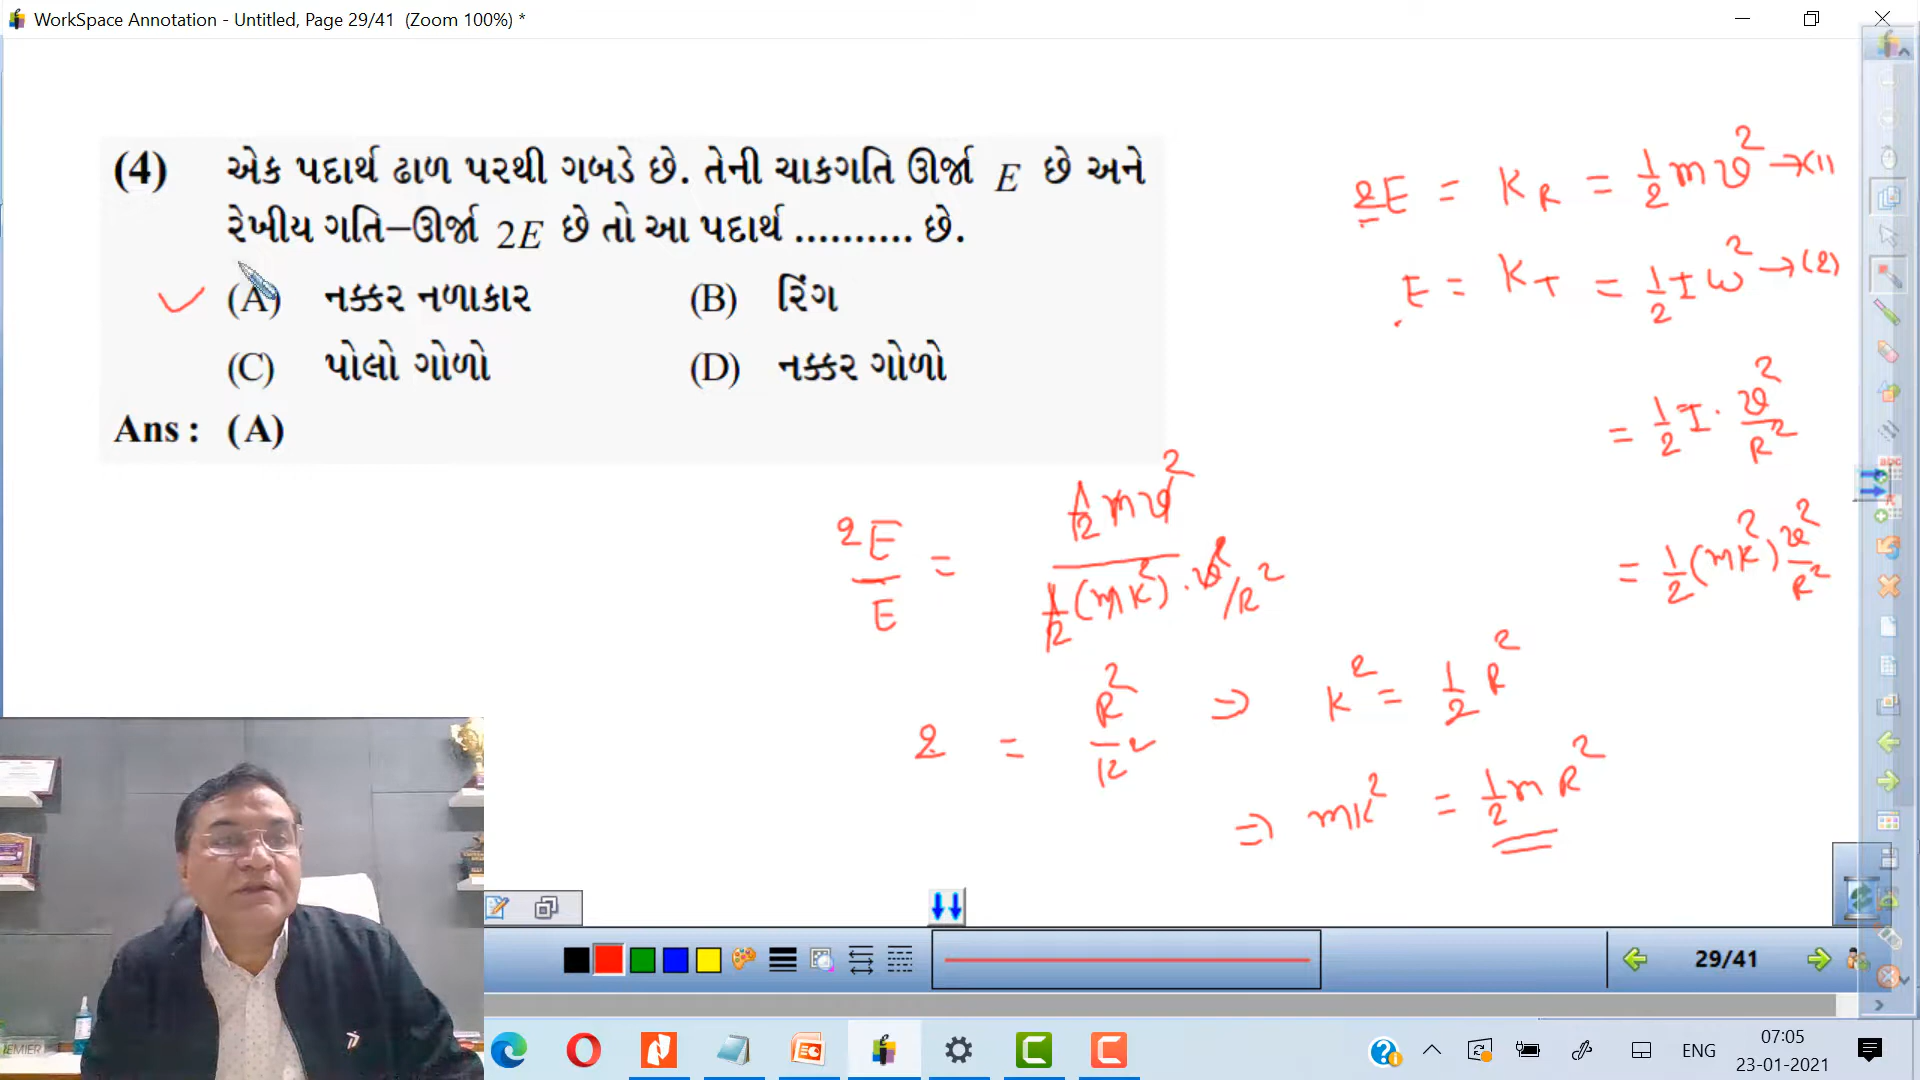 WorkSpace Annotation - Untitled, Page 29/41 (Zoom 100%) *
(4) એક પદાર્થ ઢાળ પરથી ગબડે છે. તેની ચાકગતિ ઊર્જા E છે અને
રેખીય ગતિ–ઊર્જા 2E છે તો આ પદાર્થ .......... છે.
(A) નક્કર નળાકાર (B) રિંગ
(C) પોલો ગોળો (D) નક્કર ગોળો
Ans : (A)
2E = K_R = 1/2 mv² → (1)
E = K_T = 1/2 Iω² → (2)
= 1/2 I · v²/R²
= 1/2 (mK²) v²/R²
2E/E = 1/2 mv² / 1/2 (mK²) · v²/R²
2 = R²/K² ⇒ K² = 1/2 R²
⇒ mK² = 1/2 mR²
29/41
ENG
07:05
23-01-2021